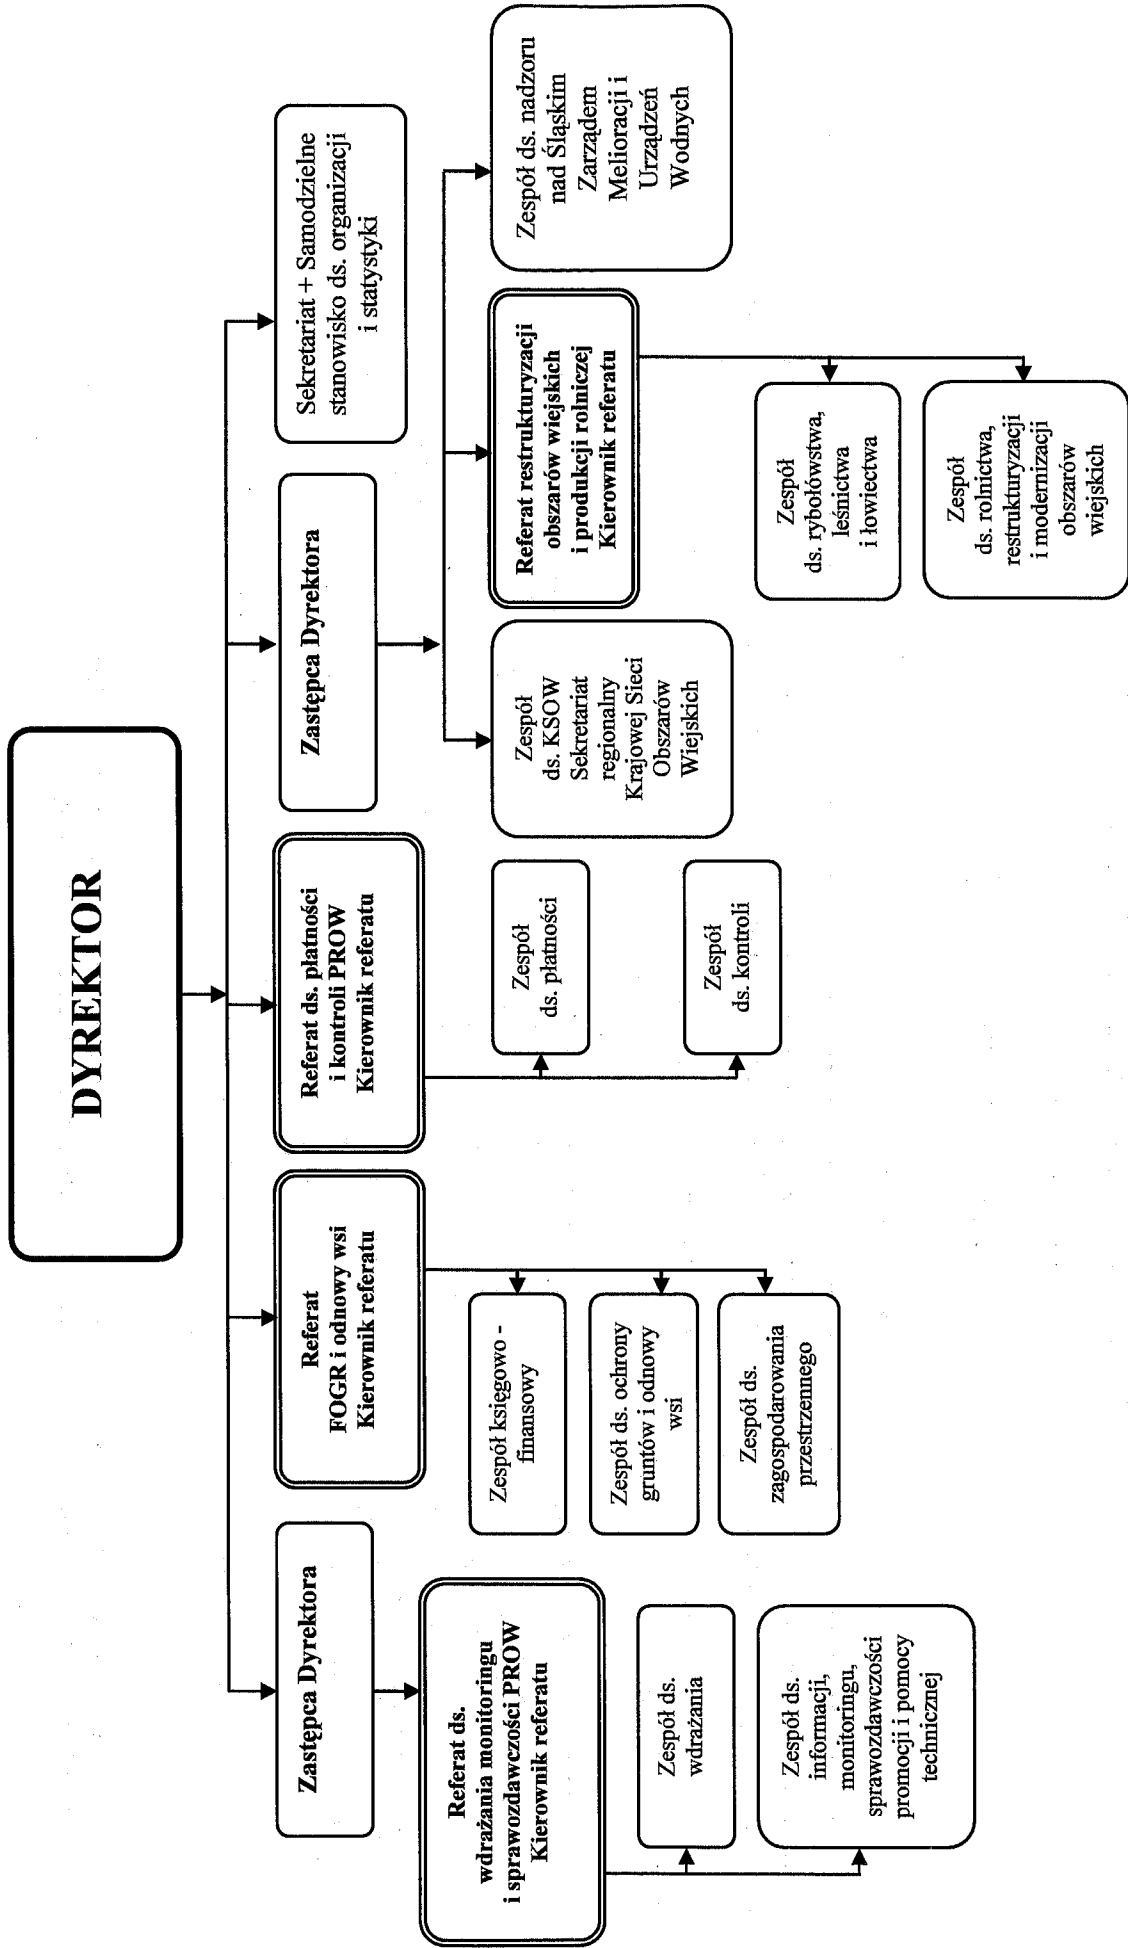 DYREKTOR
Zastępca Dyrektora
Referat
FOGR i odnowy wsi
Kierownik referatu
Referat ds. płatności
i kontroli PROW
Kierownik referatu
Zastępca Dyrektora
Sekretariat + Samodzielne
stanowisko ds. organizacji
i statystyki
Referat ds.
wdrażania monitoringu
i sprawozdawczości PROW
Kierownik referatu
Zespół ds.
wdrażania
Zespół ds.
informacji,
monitoringu,
sprawozdawczości
promocji i pomocy
technicznej
Zespół księgowo -
finansowy
Zespół ds. ochrony
gruntów i odnowy
wsi
Zespół ds.
zagospodarowania
przestrzennego
Zespół
ds. płatności
Zespół
ds. kontroli
Zespół
ds. KSOW
Sekretariat
regionalny
Krajowej Sieci
Obszarów
Wiejskich
Referat restrukturyzacji
obszarów wiejskich
i produkcji rolniczej
Kierownik referatu
Zespół ds. nadzoru
nad Śląskim
Zarządem
Melioracji i
Urządzeń
Wodnych
Zespół
ds. rybołówstwa,
leśnictwa
i łowiectwa
Zespół
ds. rolnictwa,
restrukturyzacji
i modernizacji
obszarów
wiejskich